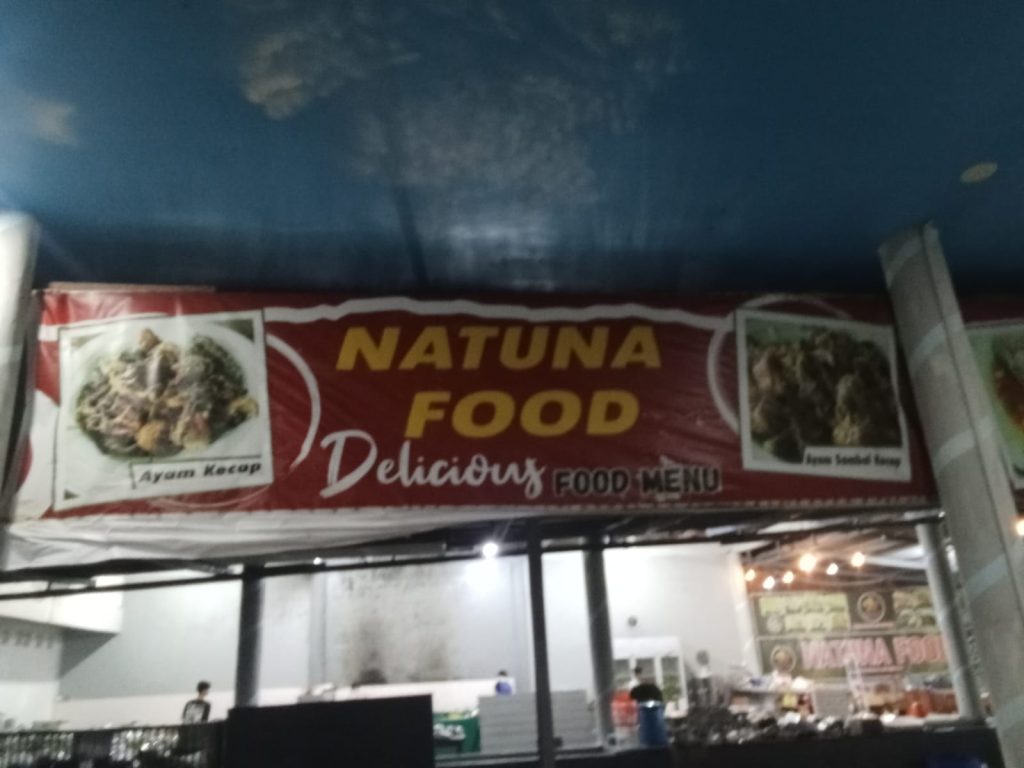 NATUNA
FOOD
Delicious FOOD MENU
Ayam Kecap
Ayam Sambal Kecap
NATUNA FOOD